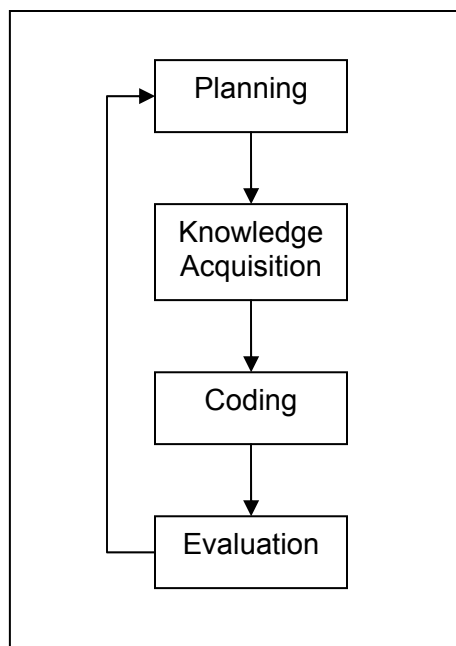 Planning
Knowledge
Acquisition
Coding
Evaluation